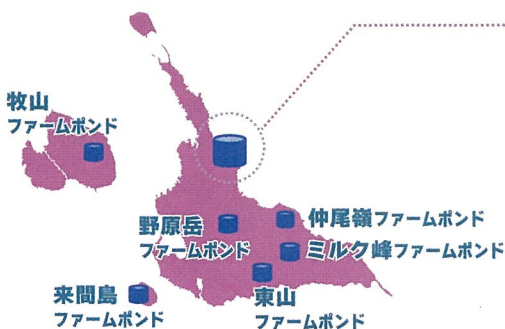 牧山
ファームポンド
野原岳
ファームポンド
仲尾嶺ファームポンド
ミルク峰ファームポンド
来間島
ファームポンド
東山
ファームポンド